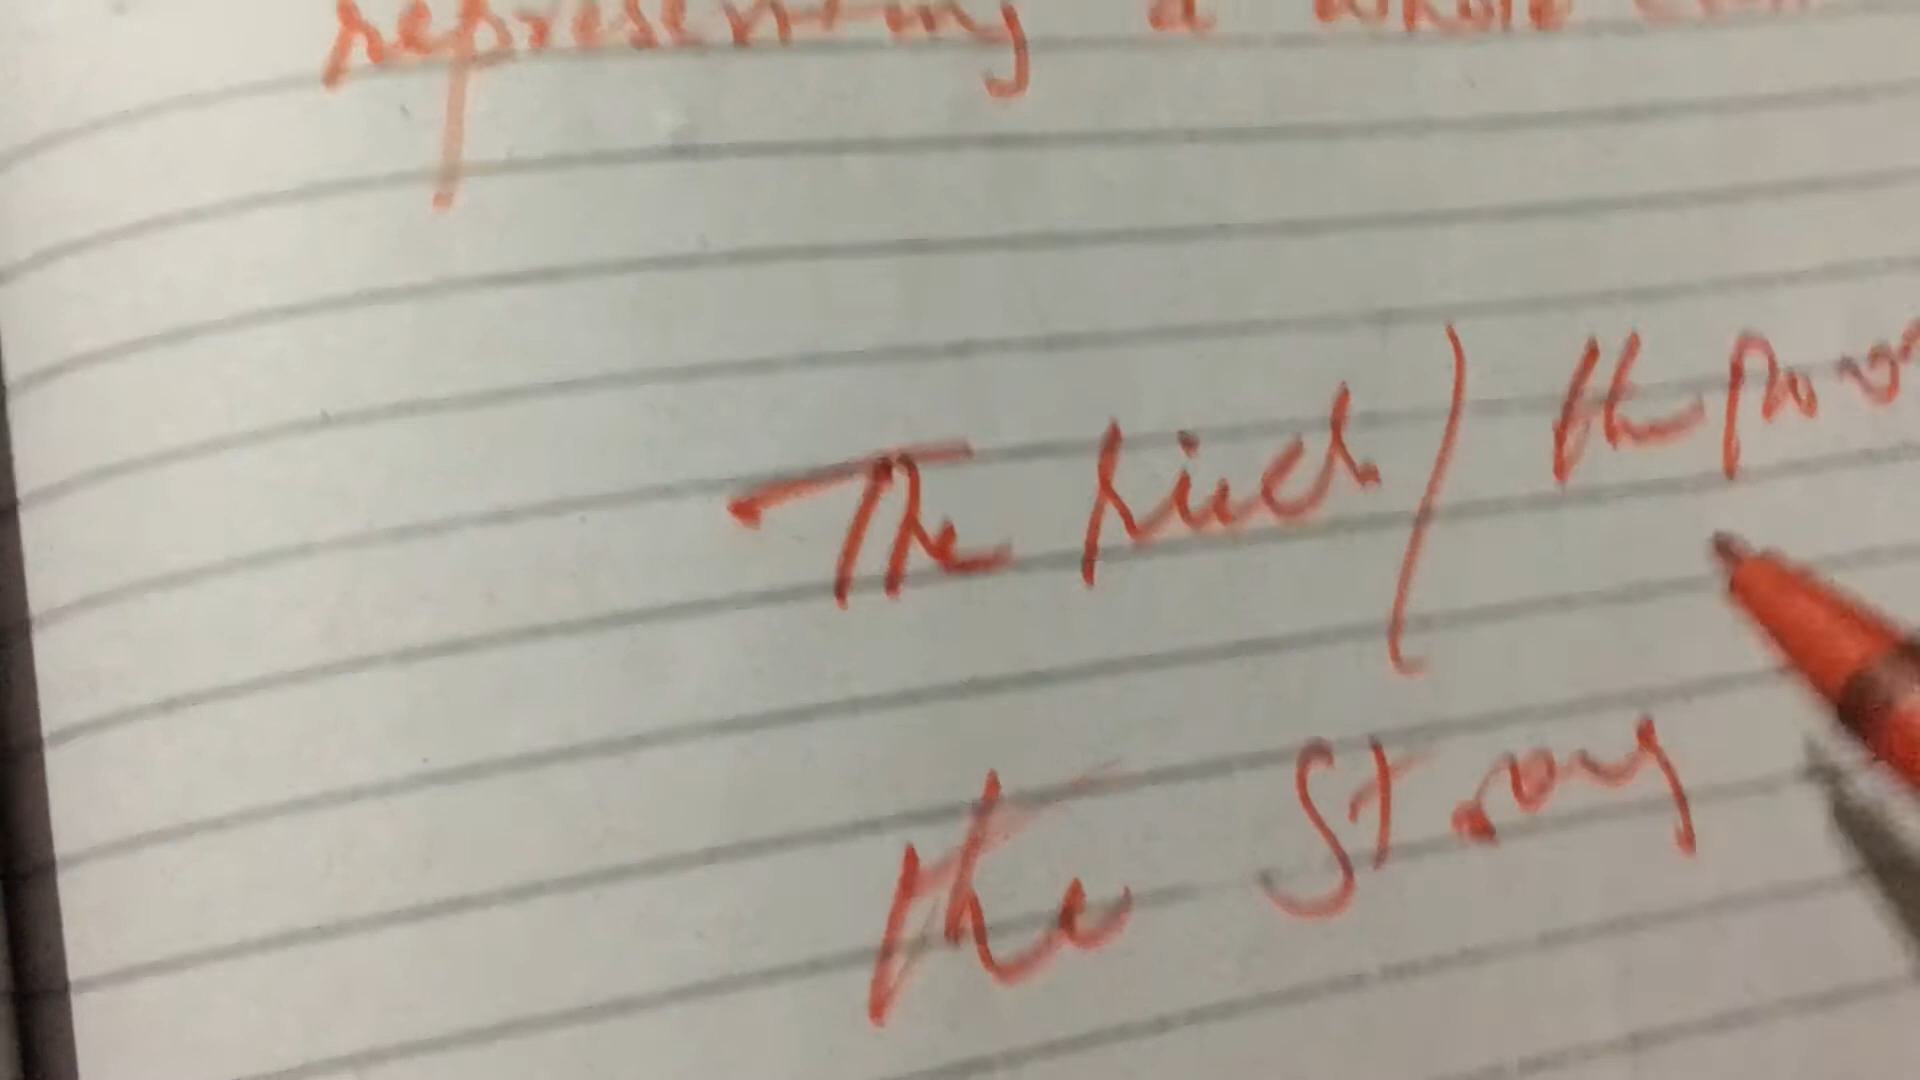 representing a whole
The rich / the poor
the strong